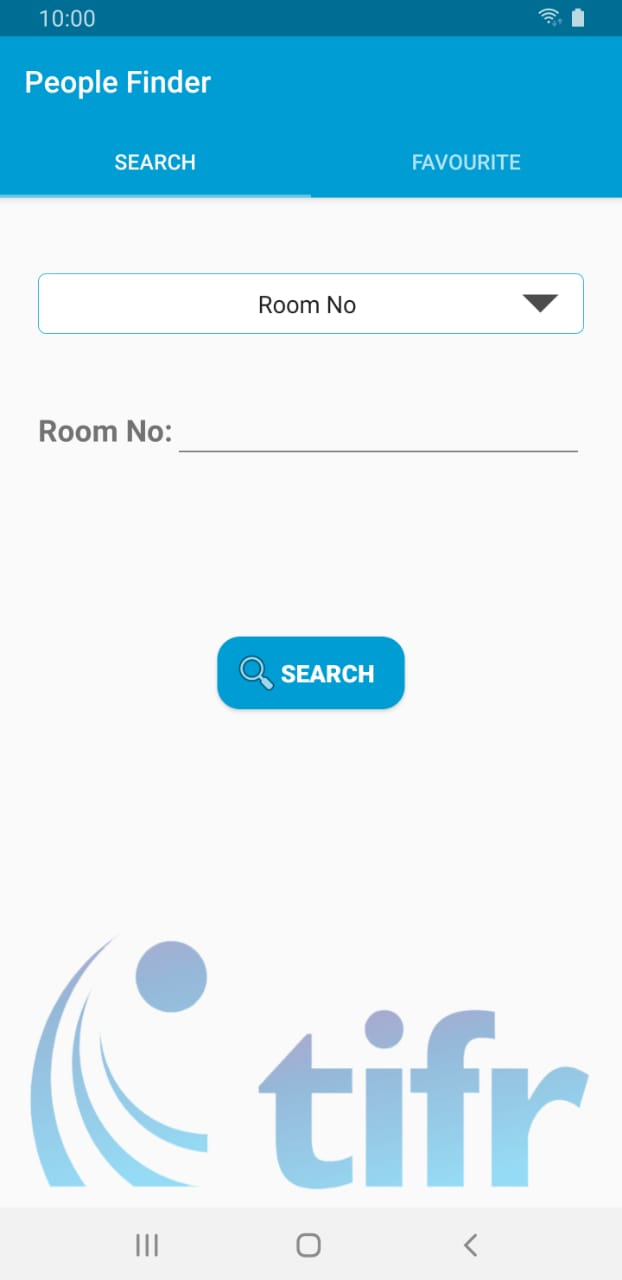 10:00
People Finder
SEARCH
FAVOURITE
Room No
Room No:
SEARCH
tifr